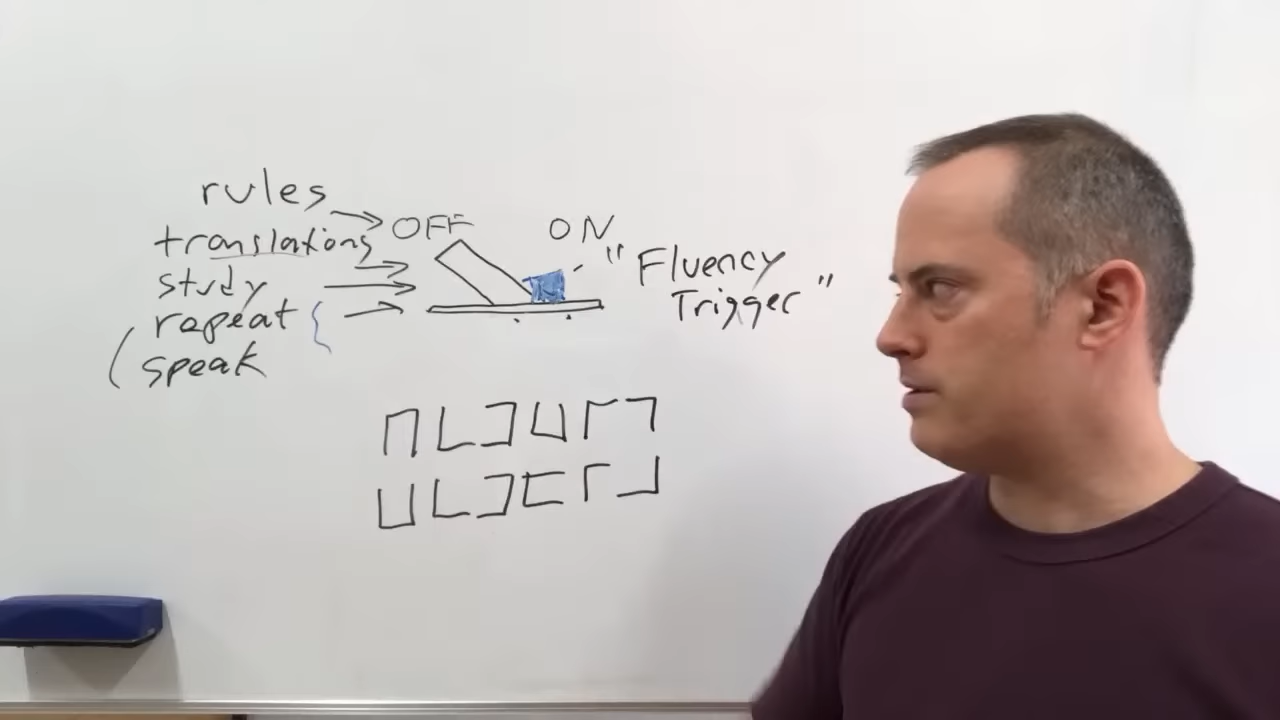 rules
translations
study
repeat
speak
OFF
ON
"Fluency
Trigger"